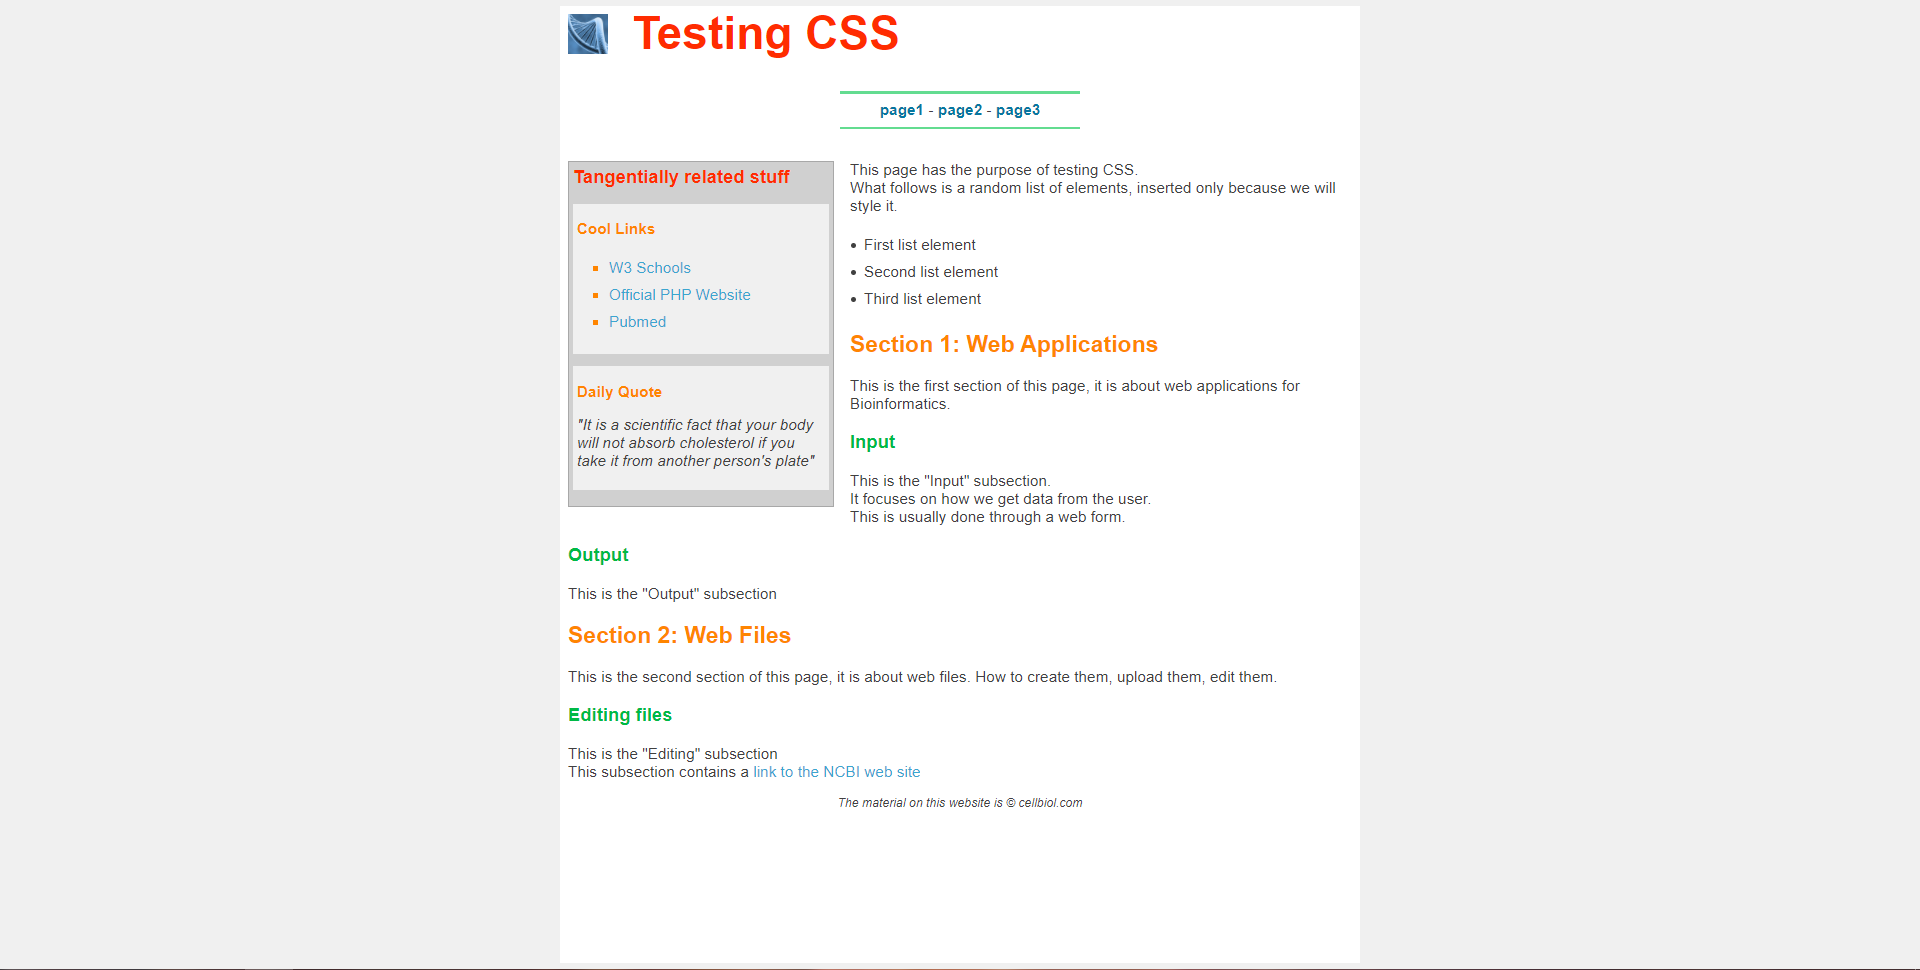 Testing CSS
page1 - page2 - page3
Tangentially related stuff
Cool Links
W3 Schools
Official PHP Website
Pubmed
Daily Quote
"It is a scientific fact that your body
will not absorb cholesterol if you
take it from another person's plate"
This page has the purpose of testing CSS.
What follows is a random list of elements, inserted only because we will
style it.
• First list element
• Second list element
• Third list element
Section 1: Web Applications
This is the first section of this page, it is about web applications for
Bioinformatics.
Input
This is the "Input" subsection.
It focuses on how we get data from the user.
This is usually done through a web form.
Output
This is the "Output" subsection
Section 2: Web Files
This is the second section of this page, it is about web files. How to create them, upload them, edit them.
Editing files
This is the "Editing" subsection
This subsection contains a link to the NCBI web site
The material on this website is © cellbiol.com